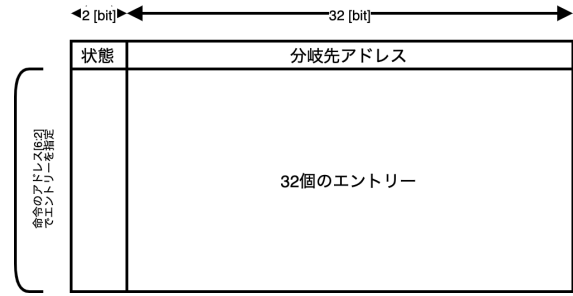 2 [bit]
32 [bit]
状態
分岐先アドレス
命令のアドレス[6:2]
でエントリーを指定
32個のエントリー